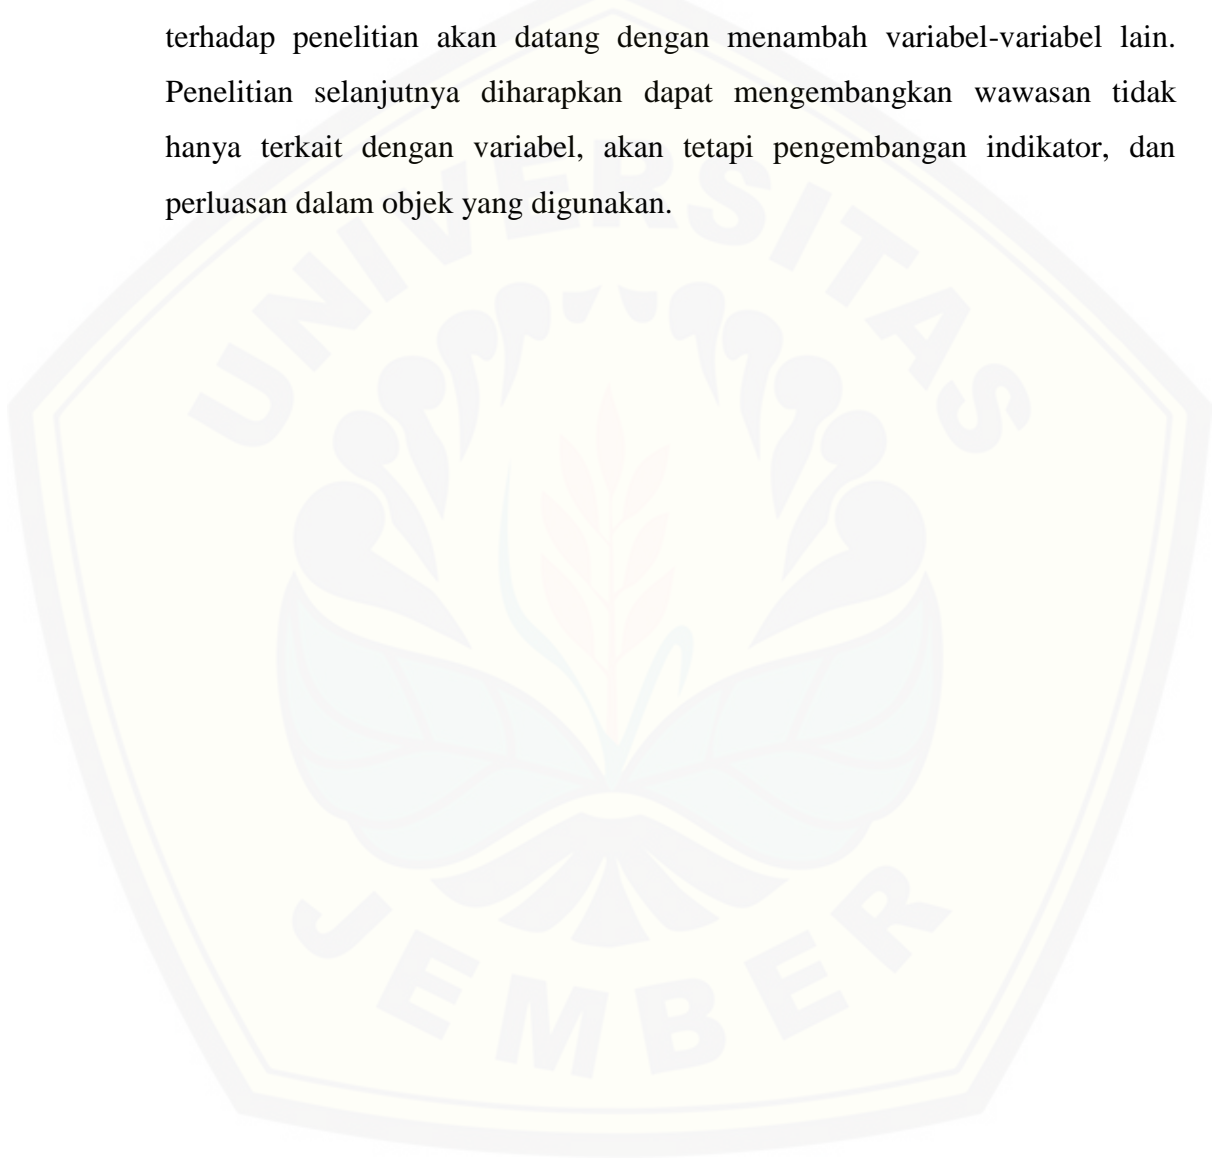 terhadap penelitian akan datang dengan menambah variabel-variabel lain.
Penelitian selanjutnya diharapkan dapat mengembangkan wawasan tidak
hanya terkait dengan variabel, akan tetapi pengembangan indikator, dan
perluasan dalam objek yang digunakan.
UNIVERSITAS
JEMBER